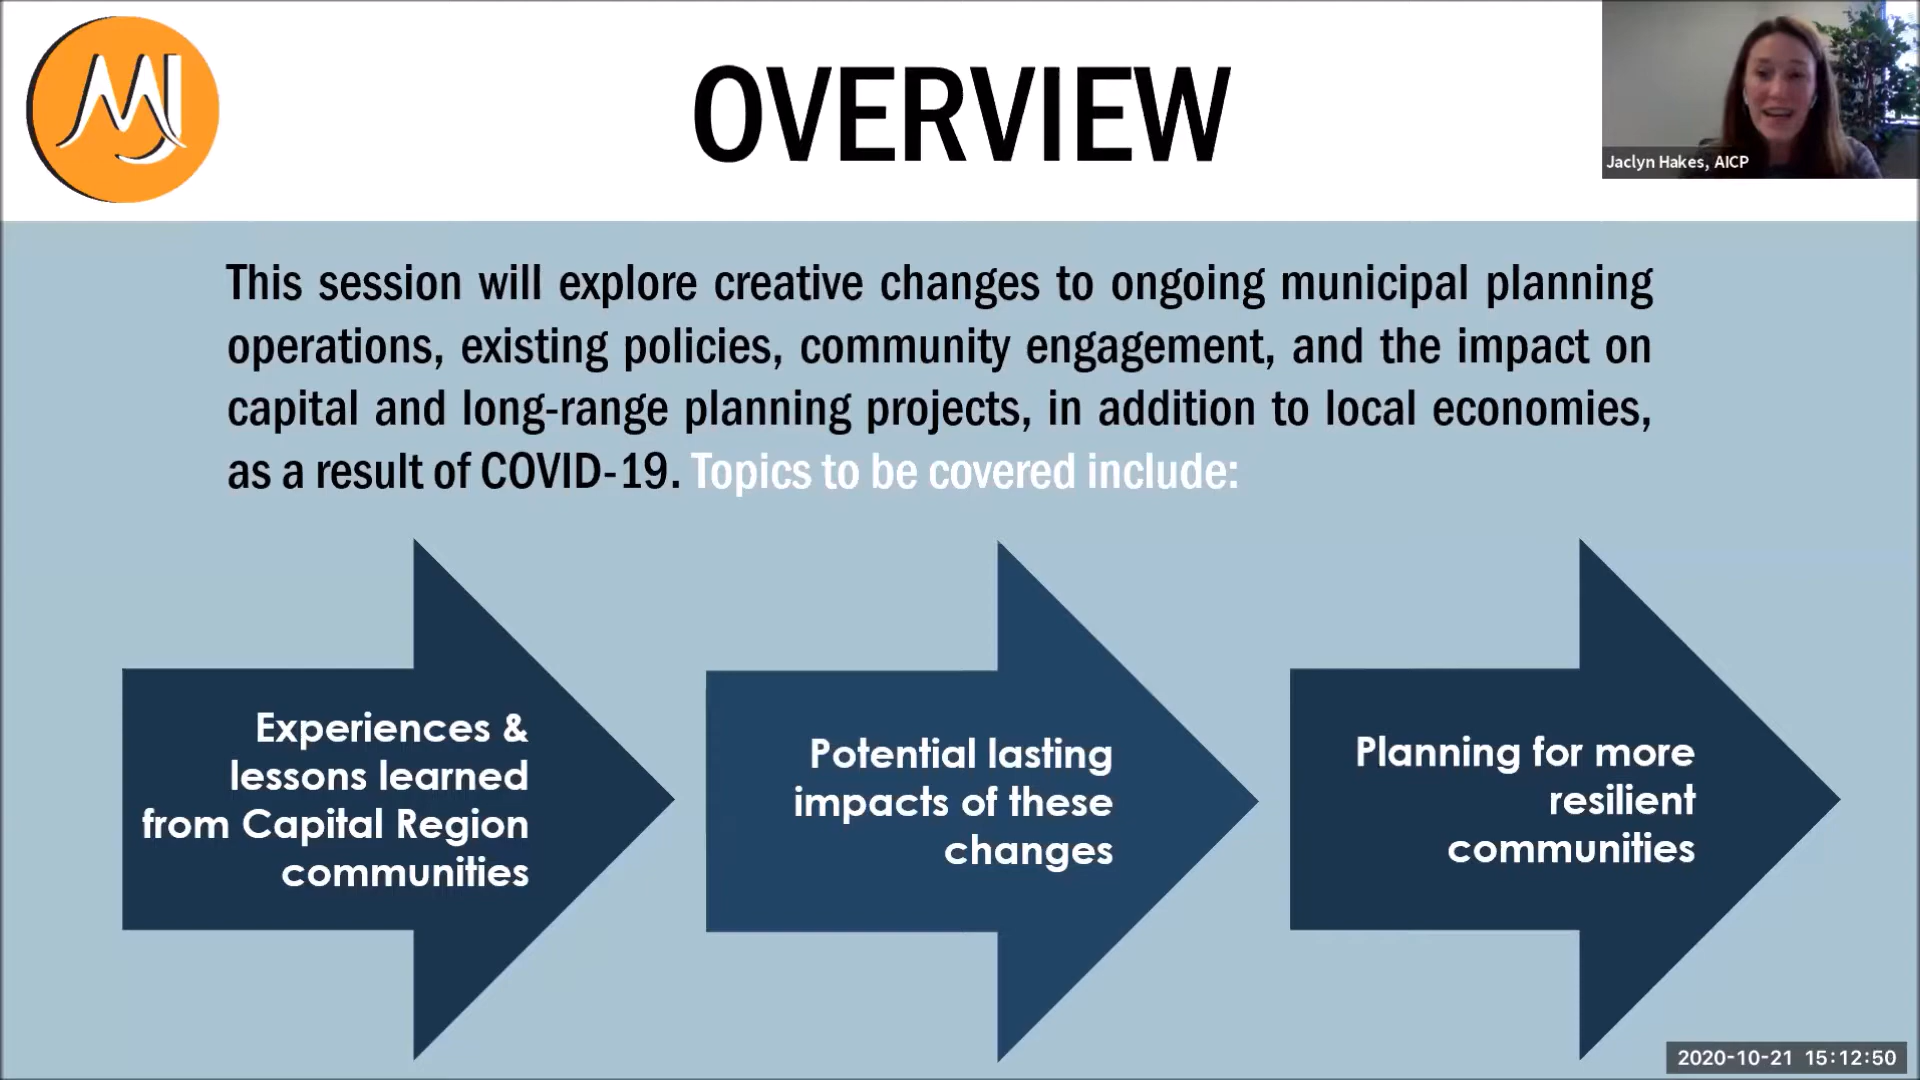 MJ
OVERVIEW
Jaclyn Hakes, AICP
This session will explore creative changes to ongoing municipal planning
operations, existing policies, community engagement, and the impact on
capital and long-range planning projects, in addition to local economies,
as a result of COVID-19. Topics to be covered include:
Experiences &
lessons learned
from Capital Region
communities
Potential lasting
impacts of these
changes
Planning for more
resilient
communities
2020-10-21 15:12:50